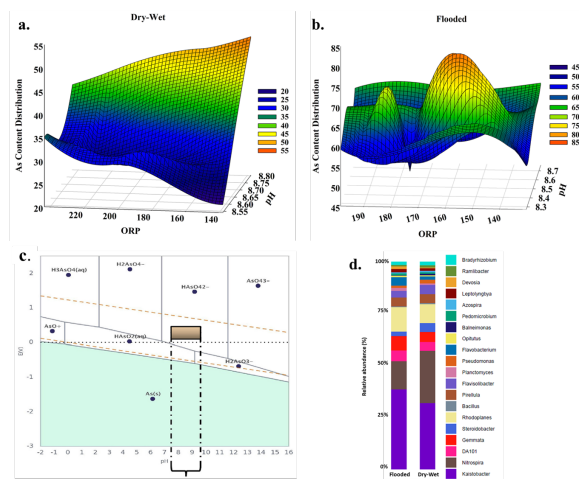 a.
Dry-Wet
As Content Distribution
55
50
45
40
35
30
25
20
220
200
180
160
140
ORP
8.80
8.75
8.70
8.65
8.60
8.55
pH
20
25
30
35
40
45
50
55
b.
Flooded
As Content Distribution
85
80
75
70
65
60
55
50
45
190
180
170
160
150
140
ORP
8.7
8.6
8.5
8.4
8.3
pH
45
50
55
60
65
70
75
80
85
c.
2
1
0
-1
-2
-3
H3AsO4(aq)
H2AsO4−
HAsO42−
AsO43−
AsO+
HAsO2(aq)
H2AsO3−
As(s)
-2 -1 0 1 2 3 4 5 6 7 8 9 10 11 12 13 14 15 16
pH
d.
Relative abundance (%)
100%
75%
50%
25%
0%
Flooded
Dry-Wet
Bradyrhizobium
Ramlibacter
Devosia
Leptolyngbya
Azospira
Pedomicrobium
Balneimonas
Opitutus
Flavobacterium
Pseudomonas
Planctomyces
Flavisolibacter
Pirellula
Bacillus
Rhodoplanes
Steroidobacter
Gemmata
DA101
Nitrospira
Kaistobacter